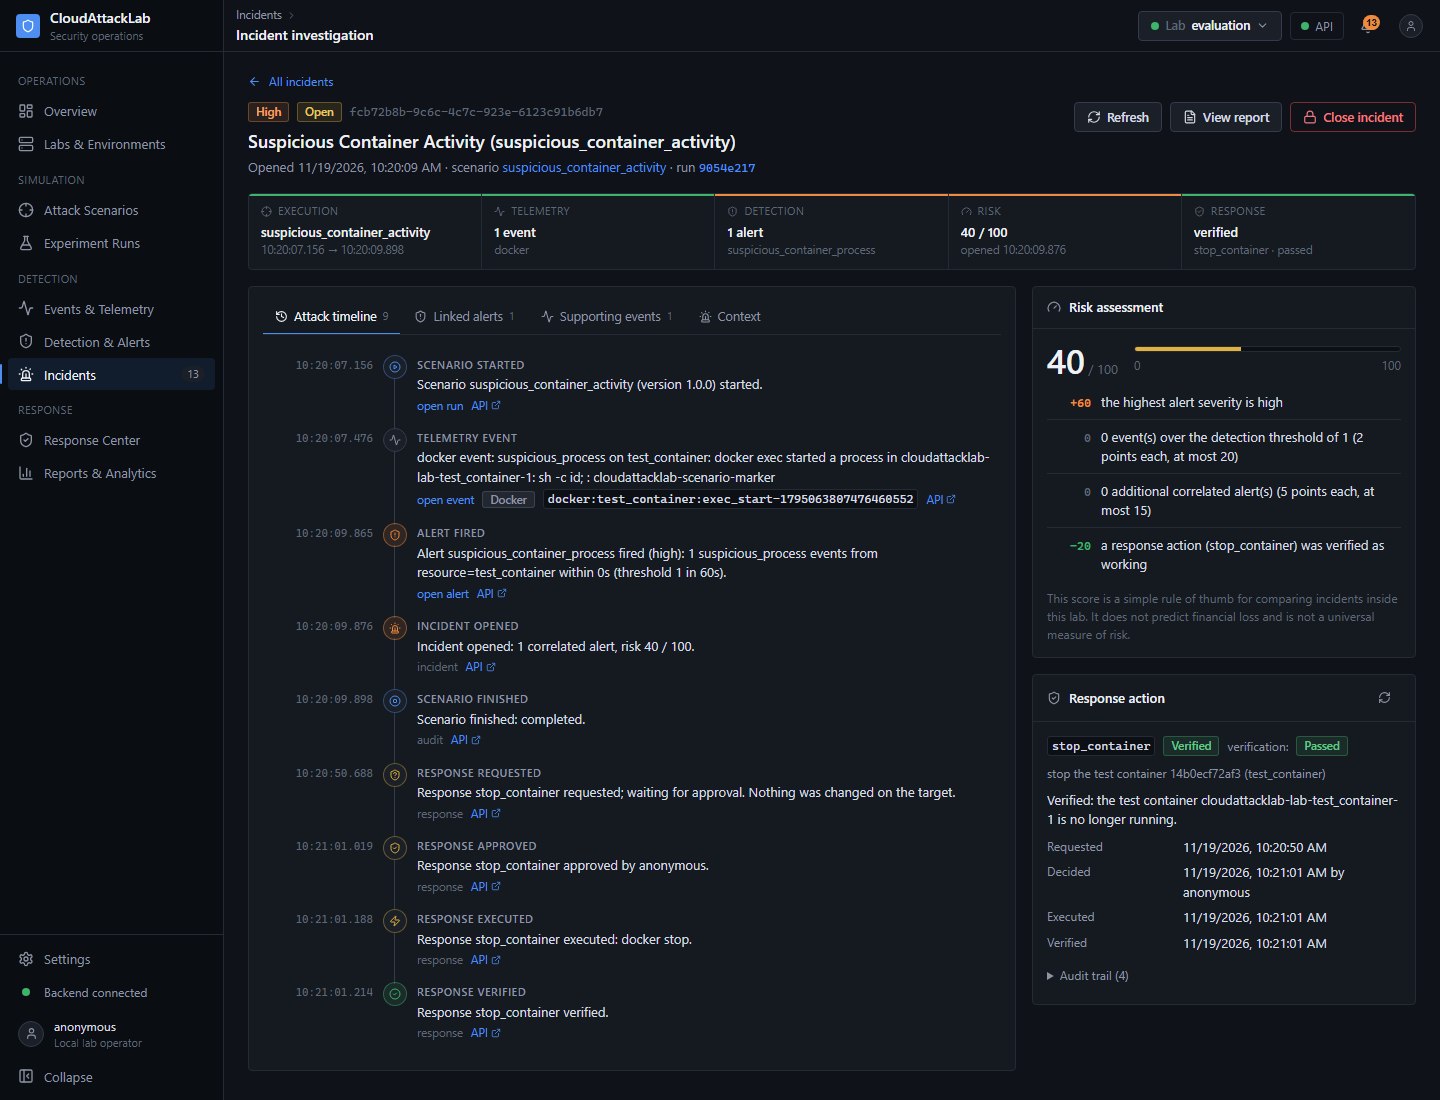 CloudAttackLab
Security operations
Incidents
Incident investigation
Lab evaluation
API
13
OPERATIONS
Overview
Labs & Environments
SIMULATION
Attack Scenarios
Experiment Runs
DETECTION
Events & Telemetry
Detection & Alerts
Incidents 13
RESPONSE
Response Center
Reports & Analytics
Settings
Backend connected
anonymous
Local lab operator
Collapse
All incidents
High Open fcb72b8b-9c6c-4c7c-923e-6123c91b6db7
Refresh
View report
Close incident
Suspicious Container Activity (suspicious_container_activity)
Opened 11/19/2026, 10:20:09 AM · scenario suspicious_container_activity · run 9054e217
EXECUTION
suspicious_container_activity
10:20:07.156 → 10:20:09.898
TELEMETRY
1 event
docker
DETECTION
1 alert
suspicious_container_process
RISK
40 / 100
opened 10:20:09.876
RESPONSE
verified
stop_container · passed
Attack timeline 9
Linked alerts 1
Supporting events 1
Context
10:20:07.156 SCENARIO STARTED
Scenario suspicious_container_activity (version 1.0.0) started.
open run API
10:20:07.476 TELEMETRY EVENT
docker event: suspicious_process on test_container: docker exec started a process in cloudattacklab-
lab-test_container-1: sh -c id; : cloudattacklab-scenario-marker
open event Docker docker:test_container:exec_start-1795063807476460552 API
10:20:09.865 ALERT FIRED
Alert suspicious_container_process fired (high): 1 suspicious_process events from
resource=test_container within 0s (threshold 1 in 60s).
open alert API
10:20:09.876 INCIDENT OPENED
Incident opened: 1 correlated alert, risk 40 / 100.
incident API
10:20:09.898 SCENARIO FINISHED
Scenario finished: completed.
audit API
10:20:50.688 RESPONSE REQUESTED
Response stop_container requested; waiting for approval. Nothing was changed on the target.
response API
10:21:01.019 RESPONSE APPROVED
Response stop_container approved by anonymous.
response API
10:21:01.188 RESPONSE EXECUTED
Response stop_container executed: docker stop.
response API
10:21:01.214 RESPONSE VERIFIED
Response stop_container verified.
response API
Risk assessment
40 / 100
0 100
+60 the highest alert severity is high
0 0 event(s) over the detection threshold of 1 (2
points each, at most 20)
0 0 additional correlated alert(s) (5 points each, at
most 15)
−20 a response action (stop_container) was verified as
working
This score is a simple rule of thumb for comparing incidents inside
this lab. It does not predict financial loss and is not a universal
measure of risk.
Response action
stop_container Verified verification: Passed
stop the test container 14b0ecf72af3 (test_container)
Verified: the test container cloudattacklab-lab-test_container-
1 is no longer running.
Requested 11/19/2026, 10:20:50 AM
Decided 11/19/2026, 10:21:01 AM by
anonymous
Executed 11/19/2026, 10:21:01 AM
Verified 11/19/2026, 10:21:01 AM
Audit trail (4)